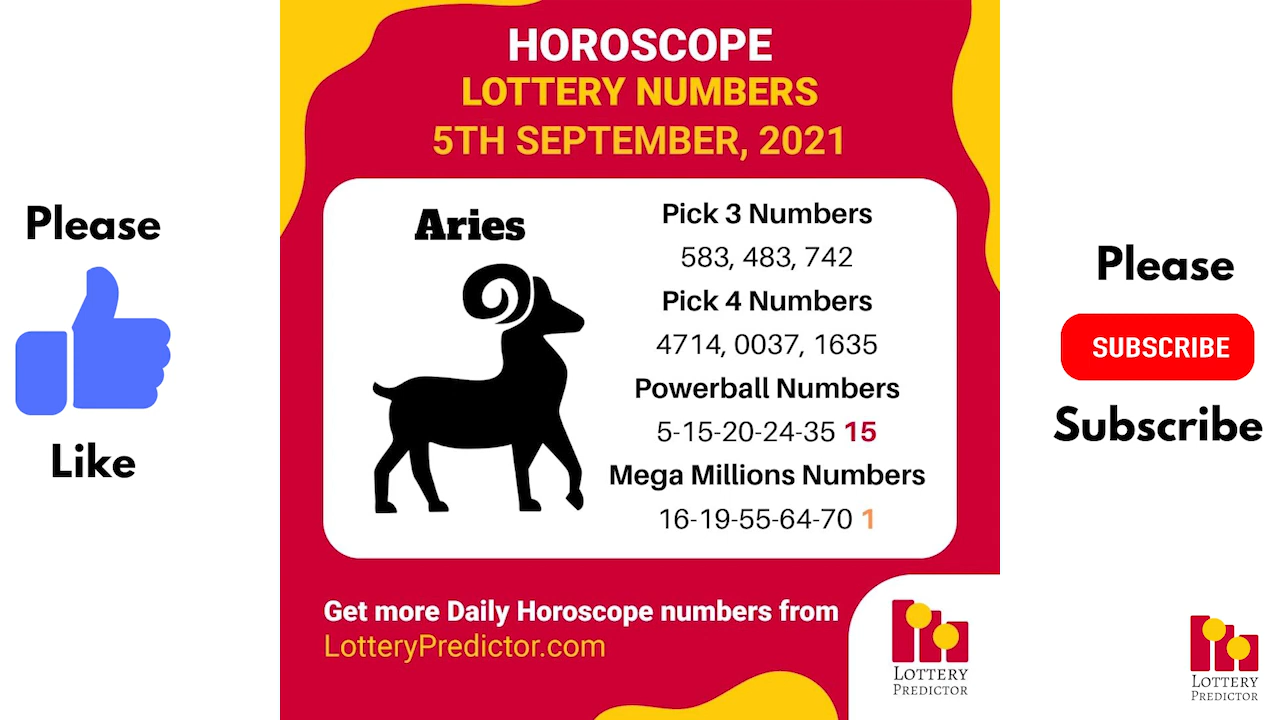 HOROSCOPE
LOTTERY NUMBERS
5TH SEPTEMBER, 2021
Please
Like
Aries
Pick 3 Numbers
583, 483, 742
Pick 4 Numbers
4714, 0037, 1635
Powerball Numbers
5-15-20-24-35 15
Mega Millions Numbers
16-19-55-64-70 1
Please
SUBSCRIBE
Subscribe
Get more Daily Horoscope numbers from
LotteryPredictor.com
LOTTERY
PREDICTOR
LOTTERY
PREDICTOR